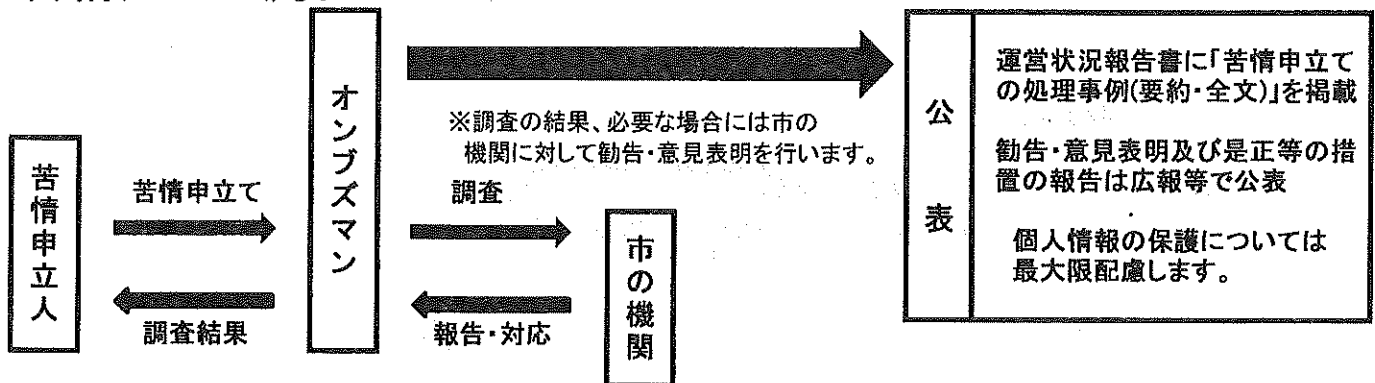 苦情申立人
苦情申立て
調査結果
オンブズマン
※調査の結果、必要な場合には市の
機関に対して勧告・意見表明を行います。
調査
報告・対応
市の機関
公表
運営状況報告書に「苦情申立て
の処理事例(要約・全文)」を掲載
勧告・意見表明及び是正等の措
置の報告は広報等で公表
個人情報の保護については
最大限配慮します。